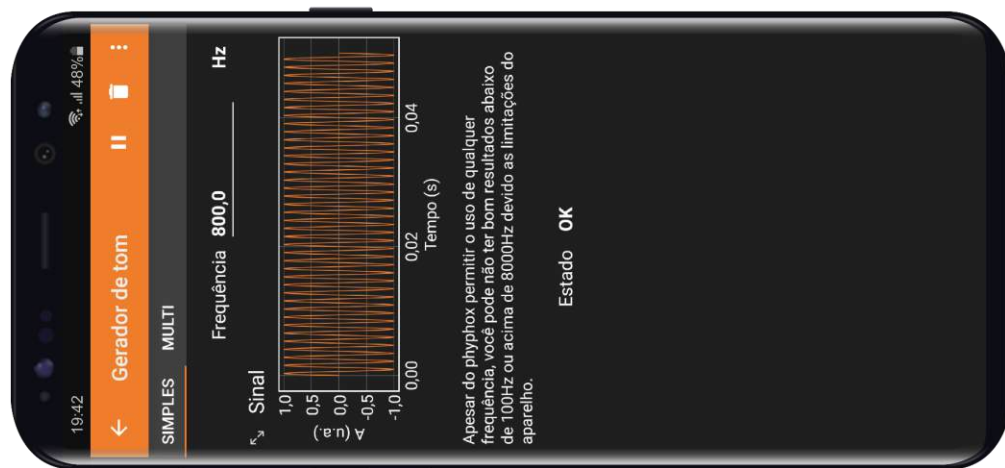 19:42 48%
Gerador de tom
SIMPLES MULTI
Frequência 800,0 Hz
Sinal
1,0
0,5
0,0
-0,5
-1,0
A (u.a.)
0,00 0,02 0,04
Tempo (s)
Apesar do phyphox permitir o uso de qualquer
frequência, você pode não ter bom resultados abaixo
de 100Hz ou acima de 8000Hz devido as limitações do
aparelho.
Estado OK